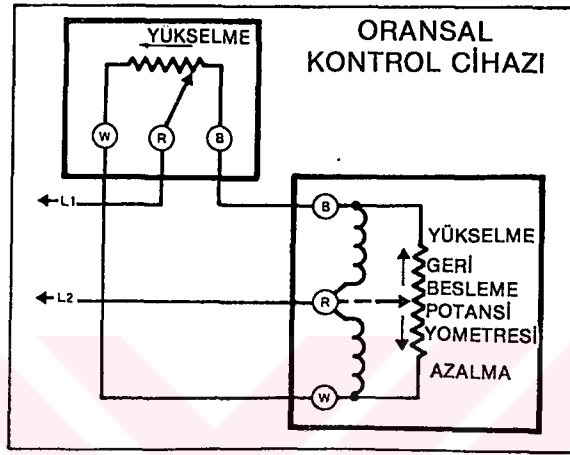 ORANSAL
KONTROL CİHAZI
YÜKSELME
W
R
B
L1
L2
B
R
W
YÜKSELME
GERİ
BESLEME
POTANSİ
YOMETRESİ
AZALMA